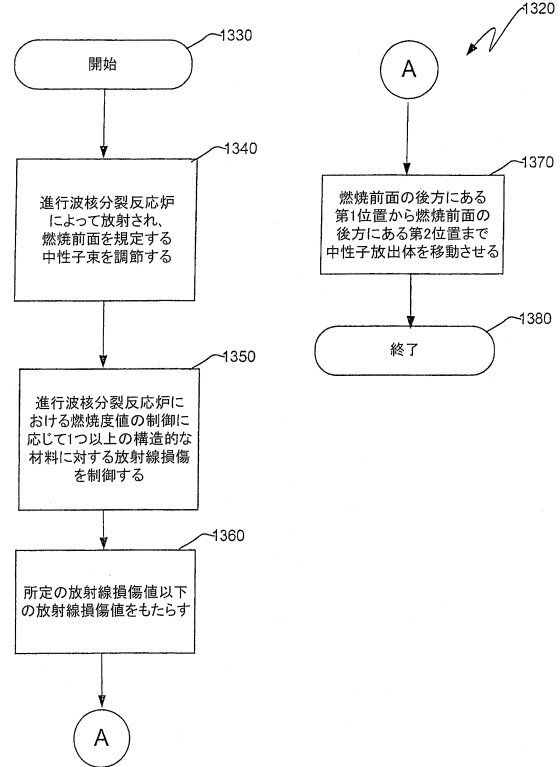 1330
開始
1340
進行波核分裂反応炉
によって放射され、
燃焼前面を規定する
中性子束を調節する
1350
進行波核分裂反応炉に
おける燃焼度値の制御に
応じて1つ以上の構造的な
材料に対する放射線損傷
を制御する
1360
所定の放射線損傷値以下
の放射線損傷値をもたらす
A
1320
A
1370
燃焼前面の後方にある
第1位置から燃焼前面の
後方にある第2位置まで
中性子放出体を移動させる
1380
終了